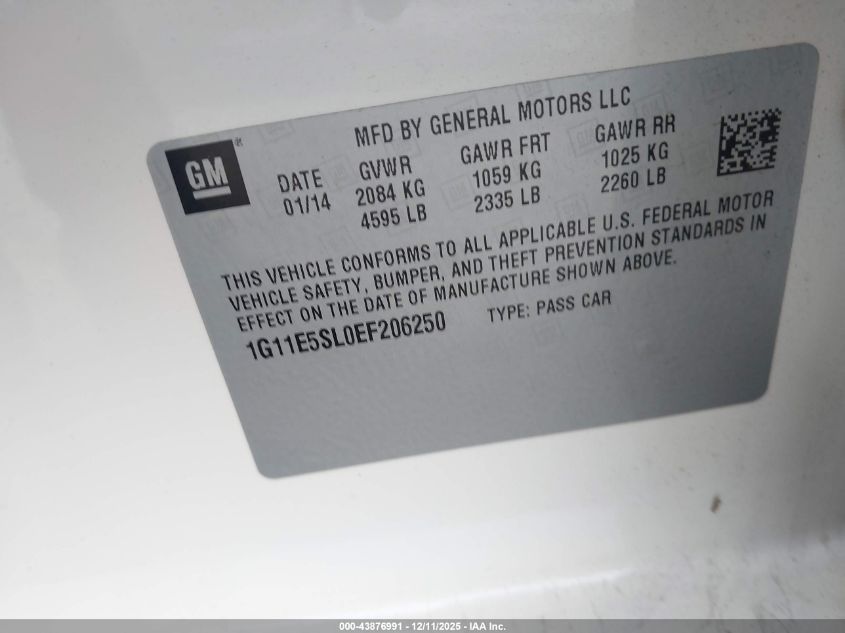 MFD BY GENERAL MOTORS LLC
GM
DATE GVWR GAWR FRT GAWR RR
01/14 2084 KG 1059 KG 1025 KG
4595 LB 2335 LB 2260 LB
THIS VEHICLE CONFORMS TO ALL APPLICABLE U.S. FEDERAL MOTOR
VEHICLE SAFETY, BUMPER, AND THEFT PREVENTION STANDARDS IN
EFFECT ON THE DATE OF MANUFACTURE SHOWN ABOVE.
1G11E5SL0EF206250 TYPE: PASS CAR
000-43876991 - 12/11/2025 - IAA Inc.